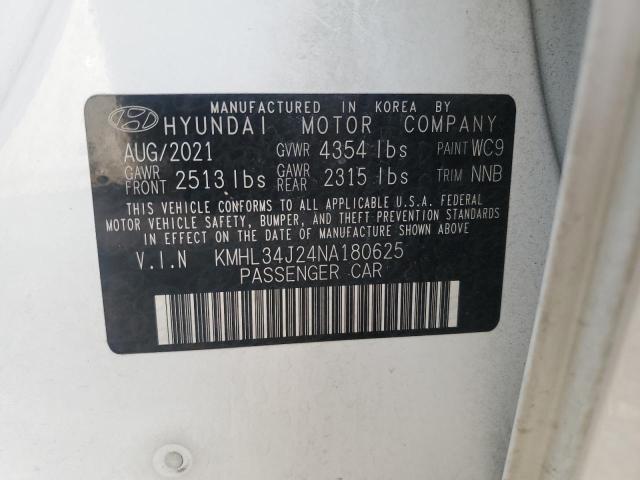 MANUFACTURED IN KOREA BY
HYUNDAI MOTOR COMPANY
AUG/2021 GVWR 4354 lbs PAINT WC9
GAWR FRONT 2513 lbs GAWR REAR 2315 lbs TRIM NNB
THIS VEHICLE CONFORMS TO ALL APPLICABLE U.S.A. FEDERAL
MOTOR VEHICLE SAFETY, BUMPER, AND THEFT PREVENTION STANDARDS
IN EFFECT ON THE DATE OF MANUFACTURE SHOWN ABOVE.
V.I.N KMHL34J24NA180625
PASSENGER CAR